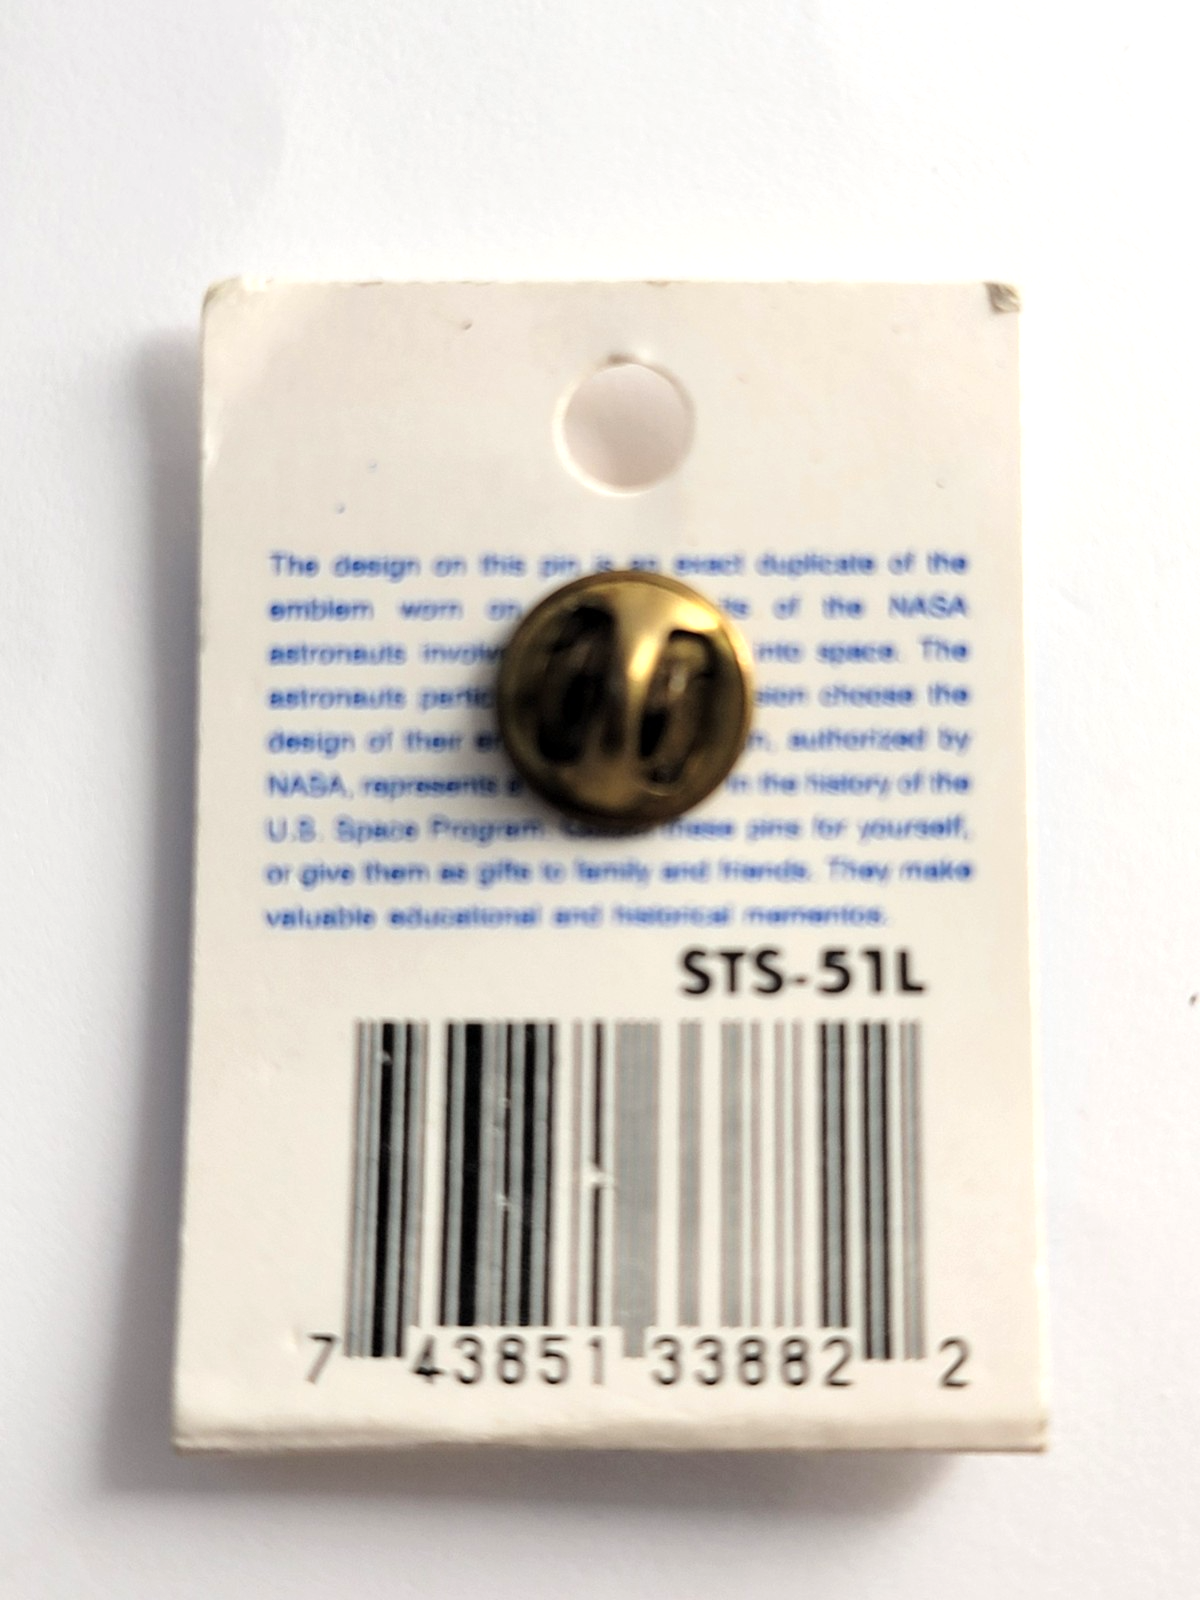 The design on this pin is an exact duplicate of the
emblem worn on of the NASA
astronauts into space. The
astronauts choose the
design of their authorized by
NASA, represents in the history of the
U.S. Space Program. these pins for yourself,
or give them as gifts to family and friends. They make
valuable educational and historical mementos.
STS-51L
7 43851 33882 2